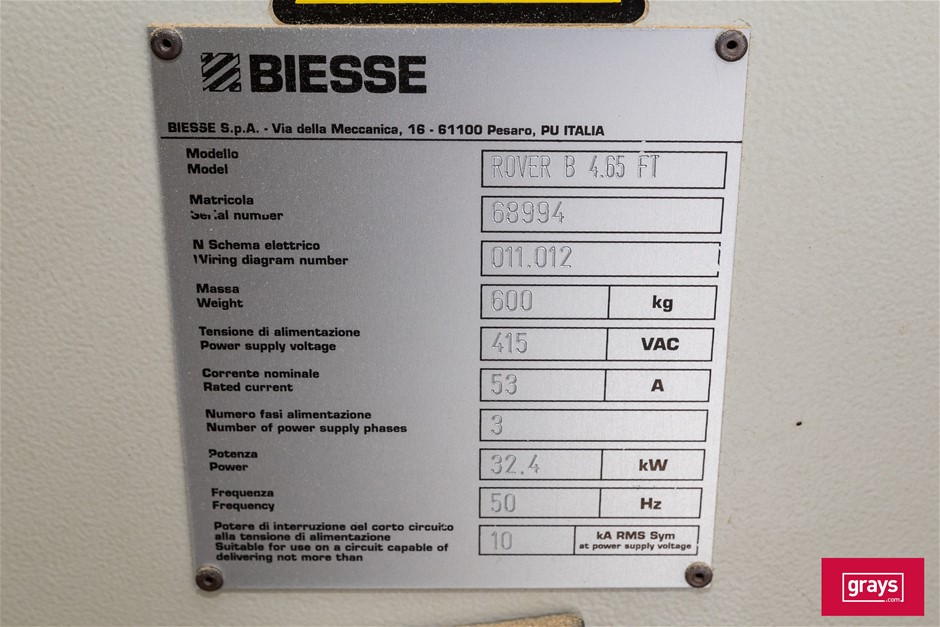 BIESSE
BIESSE S.p.A. - Via della Meccanica, 16 - 61100 Pesaro, PU ITALIA
Modello
Model
ROVER B 4.65 FT
Matricola
Serial number
68994
N Schema elettrico
Wiring diagram number
011.012
Massa
Weight
600 kg
Tensione di alimentazione
Power supply voltage
415 VAC
Corrente nominale
Rated current
53 A
Numero fasi alimentazione
Number of power supply phases
3
Potenza
Power
32.4 kW
Frequenza
Frequency
50 Hz
Potere di interruzione del corto circuito
alla tensione di alimentazione
Suitable for use on a circuit capable of
delivering not more than
10 kA RMS Sym
at power supply voltage
grays
.com